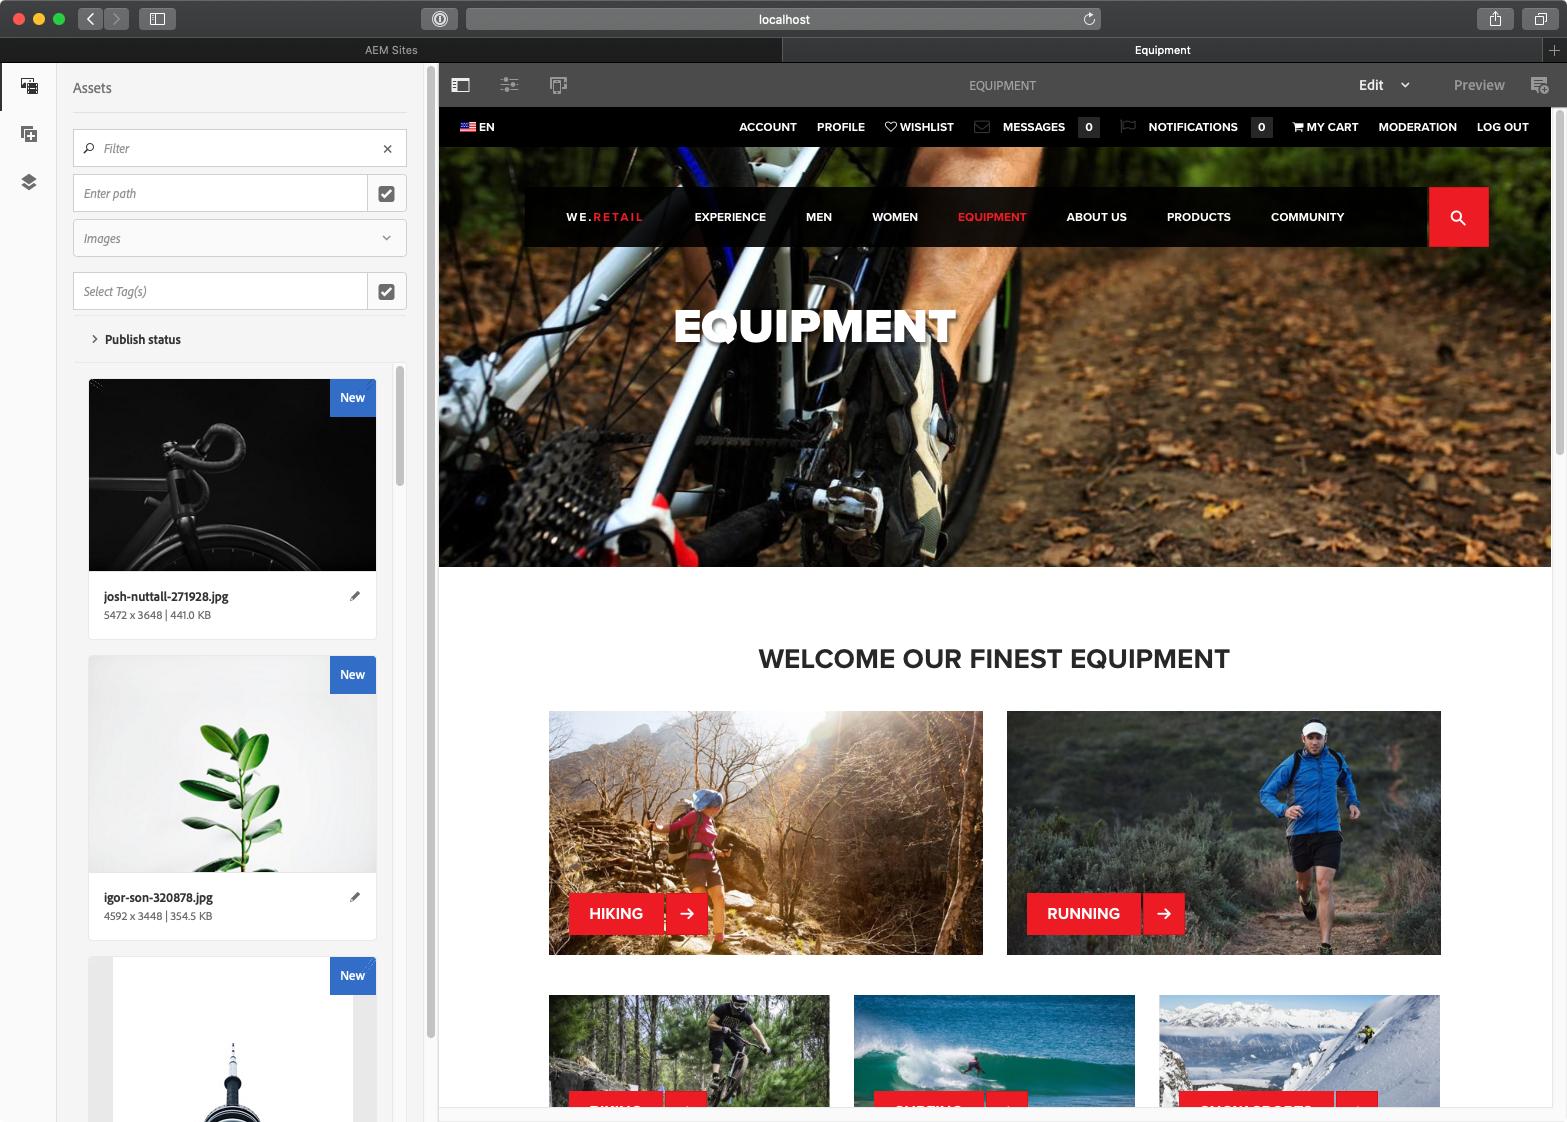 localhost
AEM Sites
Equipment
Assets
EQUIPMENT
Edit
Preview
EN
ACCOUNT
PROFILE
WISHLIST
MESSAGES
0
NOTIFICATIONS
0
MY CART
MODERATION
LOG OUT
Filter
Enter path
Images
Select Tag(s)
Publish status
WE.RETAIL
EXPERIENCE
MEN
WOMEN
EQUIPMENT
ABOUT US
PRODUCTS
COMMUNITY
EQUIPMENT
New
josh-nuttall-271928.jpg
5472 x 3648 | 441.0 KB
New
igor-son-320878.jpg
4592 x 3448 | 354.5 KB
New
WELCOME OUR FINEST EQUIPMENT
HIKING
RUNNING